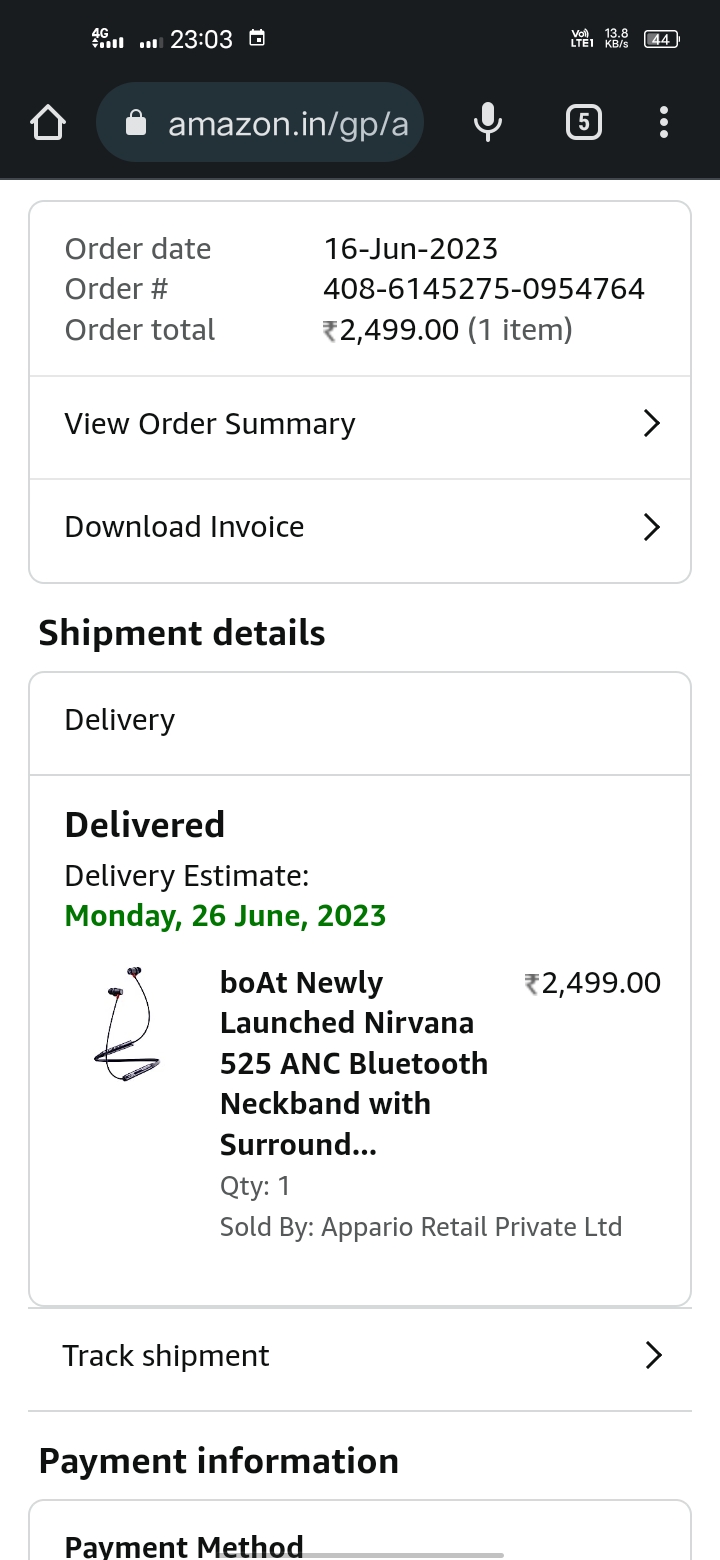 4G 23:03 Vo) LTE1 13.8 KB/s 44
amazon.in/gp/a 5
Order date 16-Jun-2023
Order # 408-6145275-0954764
Order total ₹2,499.00 (1 item)
View Order Summary
Download Invoice
Shipment details
Delivery
Delivered
Delivery Estimate:
Monday, 26 June, 2023
boAt Newly ₹2,499.00
Launched Nirvana
525 ANC Bluetooth
Neckband with
Surround...
Qty: 1
Sold By: Appario Retail Private Ltd
Track shipment
Payment information
Payment Method